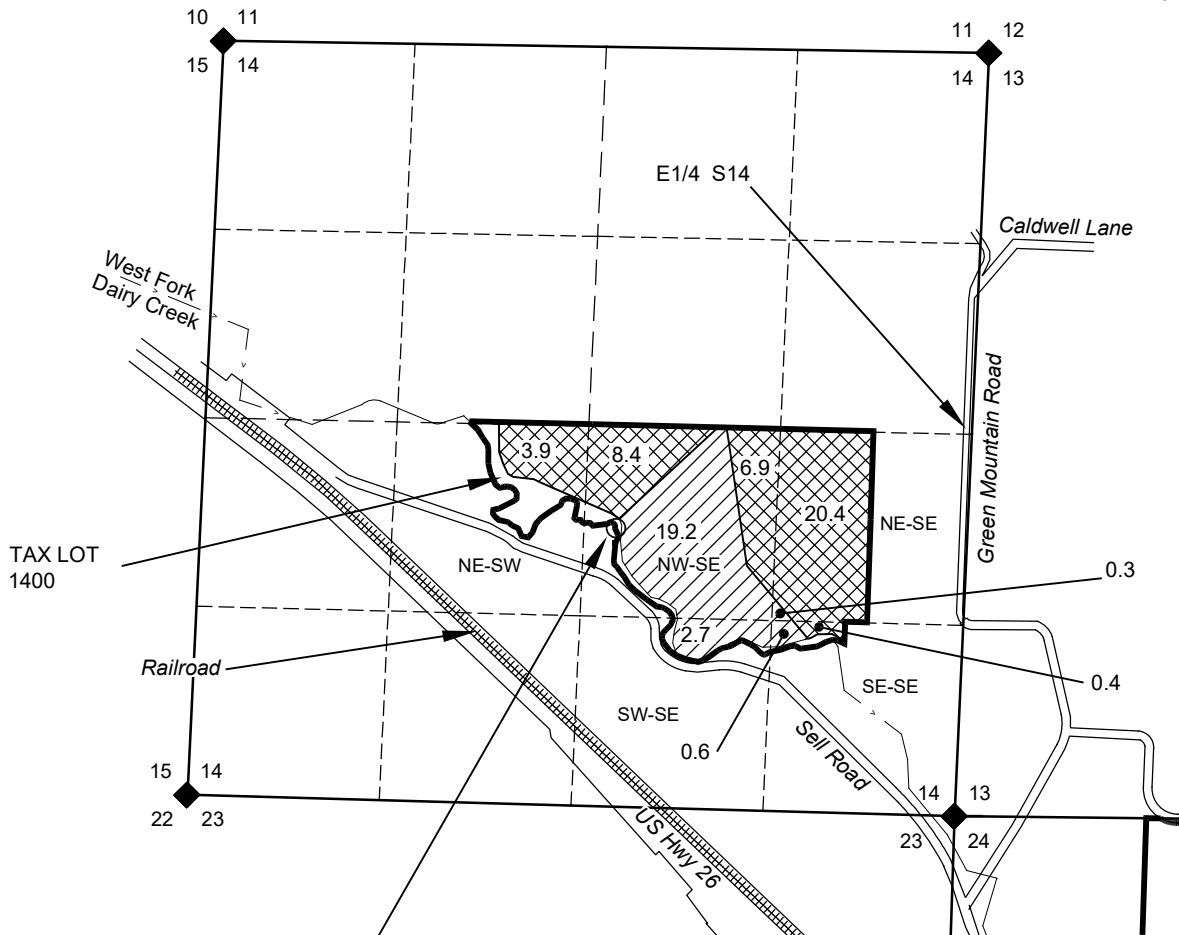 10 11
11 12
15 14
14 13
E1/4 S14
Caldwell Lane
West Fork
Dairy Creek
Green Mountain Road
3.9
8.4
6.9
20.4
19.2
NE-SE
NW-SE
NE-SW
TAX LOT
1400
0.3
2.7
Railroad
0.4
SE-SE
SW-SE
0.6
Sell Road
15 14
14 13
22 23
23 24
US Hwy 26